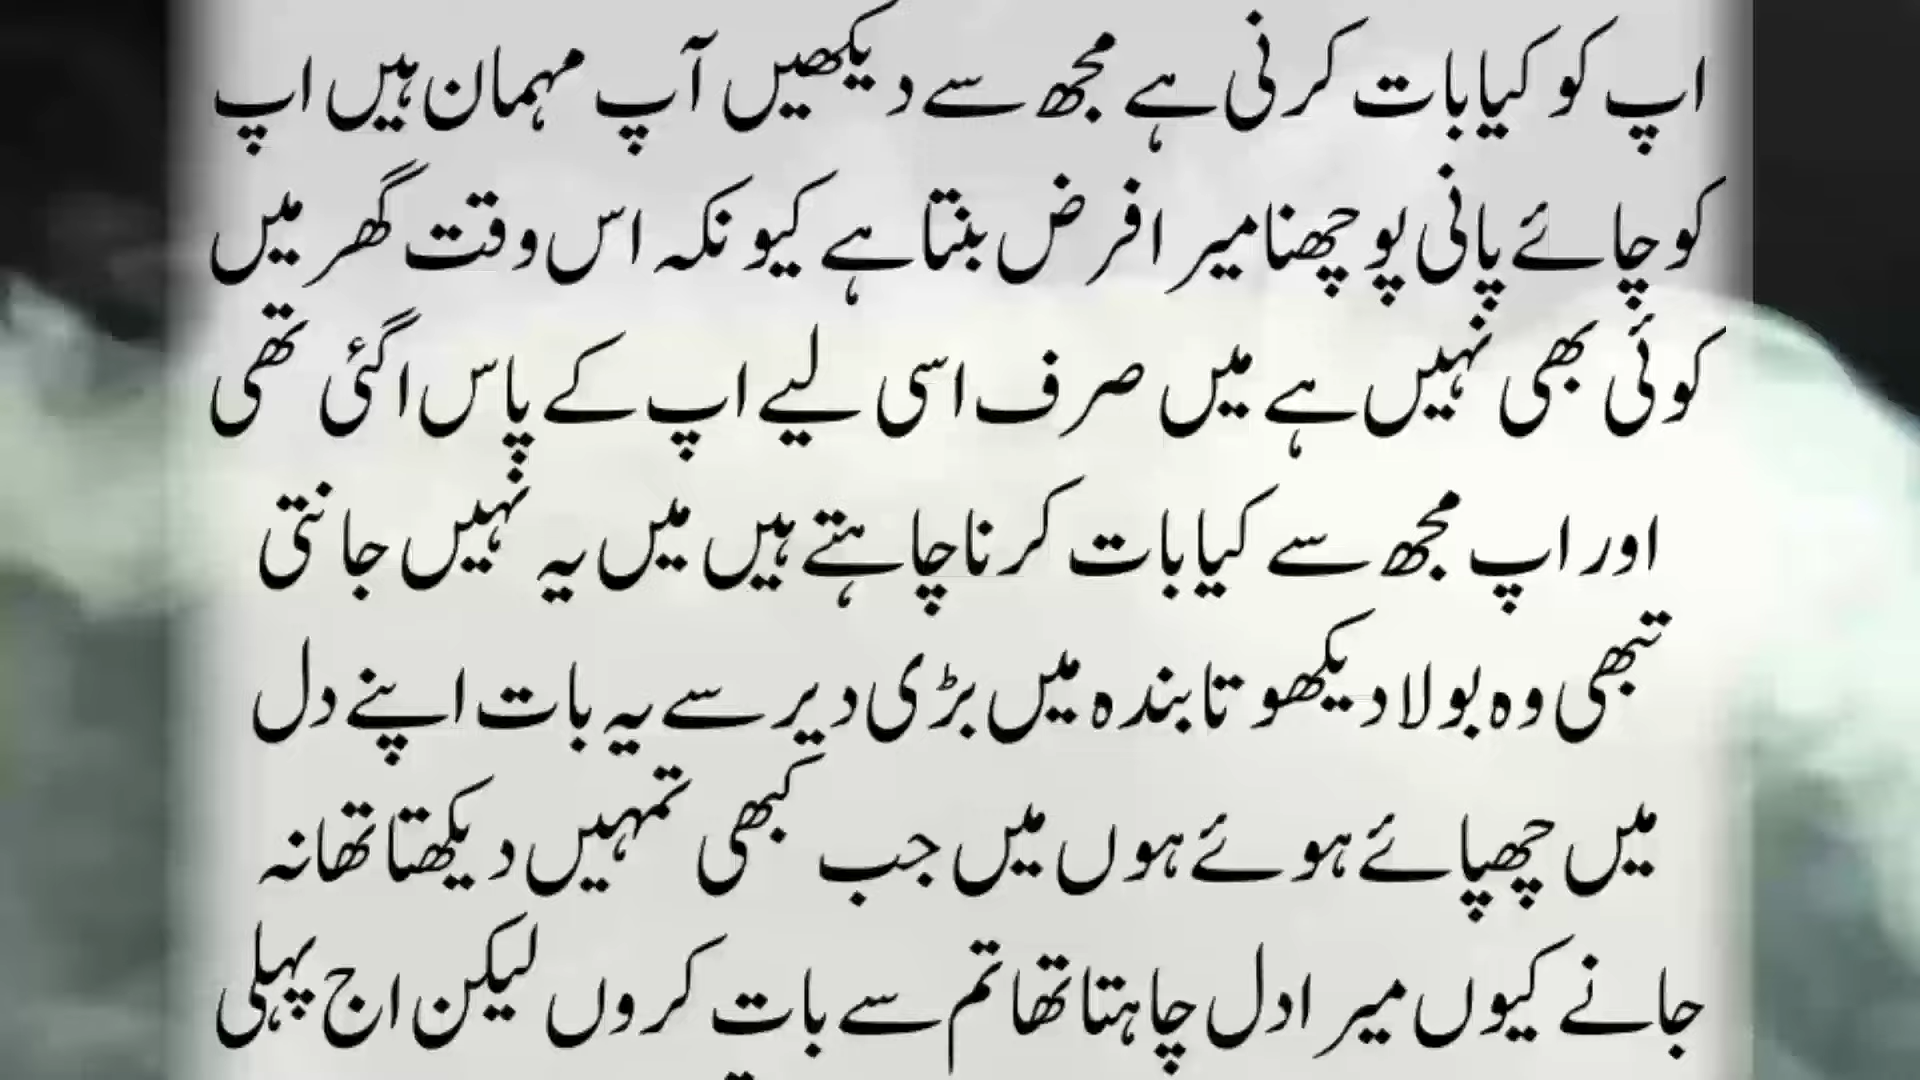 اپ کو کیا بات کرنی ہے مجھ سے دیکھیں آپ مہمان ہیں اپ
کو چائے پانی پوچھنا میرا فرض بنتا ہے کیونکہ اس وقت گھر میں
کوئی بھی نہیں ہے میں صرف اسی لیے اپ کے پاس اگئی تھی
اور اپ مجھ سے کیا بات کرنا چاہتے ہیں میں یہ نہیں جانتی
تبھی وہ بولا دیکھو تابندہ میں بڑی دیر سے یہ بات اپنے دل
میں چھپائے ہوئے ہوں میں جب کبھی تمہیں دیکھتا تھا نہ
جانے کیوں میرا دل چاہتا تھا تم سے بات کروں لیکن اج پہلی